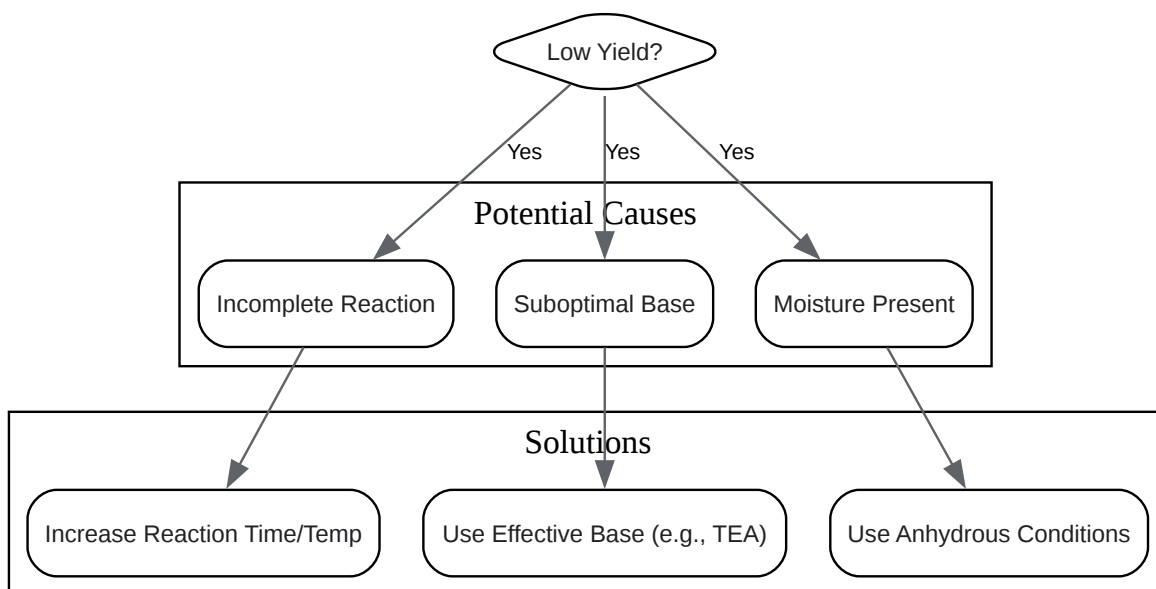 Low Yield?
Yes
Yes
Yes
Potential Causes
Incomplete Reaction
Suboptimal Base
Moisture Present
Solutions
Increase Reaction Time/Temp
Use Effective Base (e.g., TEA)
Use Anhydrous Conditions